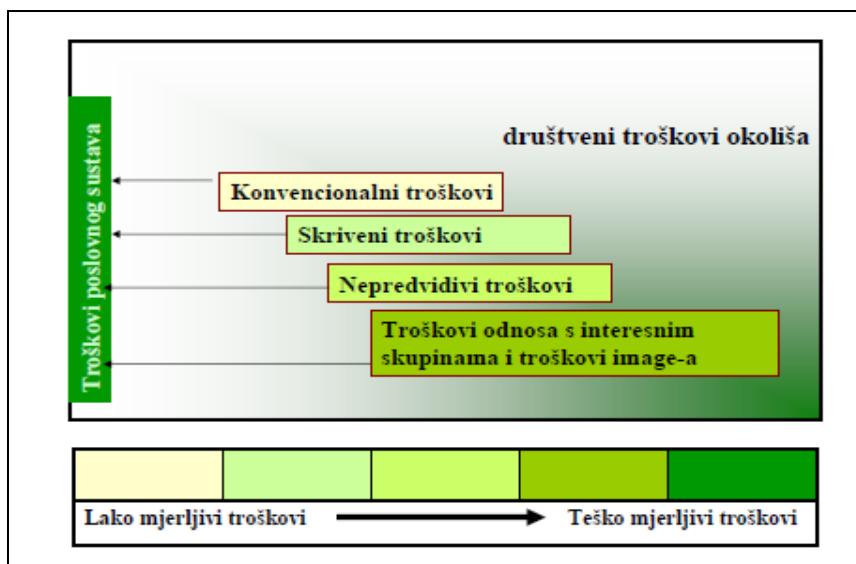 društveni troškovi okoliša
Troškovi poslovnog sustava
Konvencionalni troškovi
Skriveni troškovi
Nepredvidivi troškovi
Troškovi odnosa s interesnim
skupinama i troškovi image-a
Lako mjerljivi troškovi
Teško mjerljivi troškovi